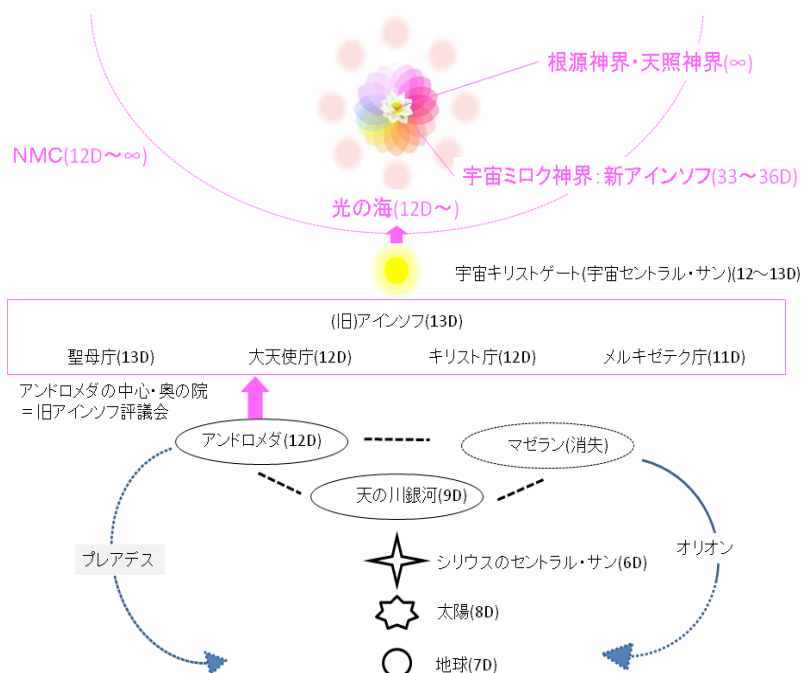 根源神界・天照神界(∞)
NMC(12D～∞)
宇宙ミロク神界:新アインソフ(33～36D)
光の海(12D～)
宇宙キリストゲート(宇宙セントラル・サン)(12～13D)
(旧)アインソフ(13D)
聖母庁(13D) 大天使庁(12D) キリスト庁(12D) メルキゼテク庁(11D)
アンドロメダの中心・奥の院
＝旧アインソフ評議会
アンドロメダ(12D) マゼラン(消失)
天の川銀河(9D)
プレアデス
オリオン
シリウスのセントラル・サン(6D)
太陽(8D)
地球(7D)